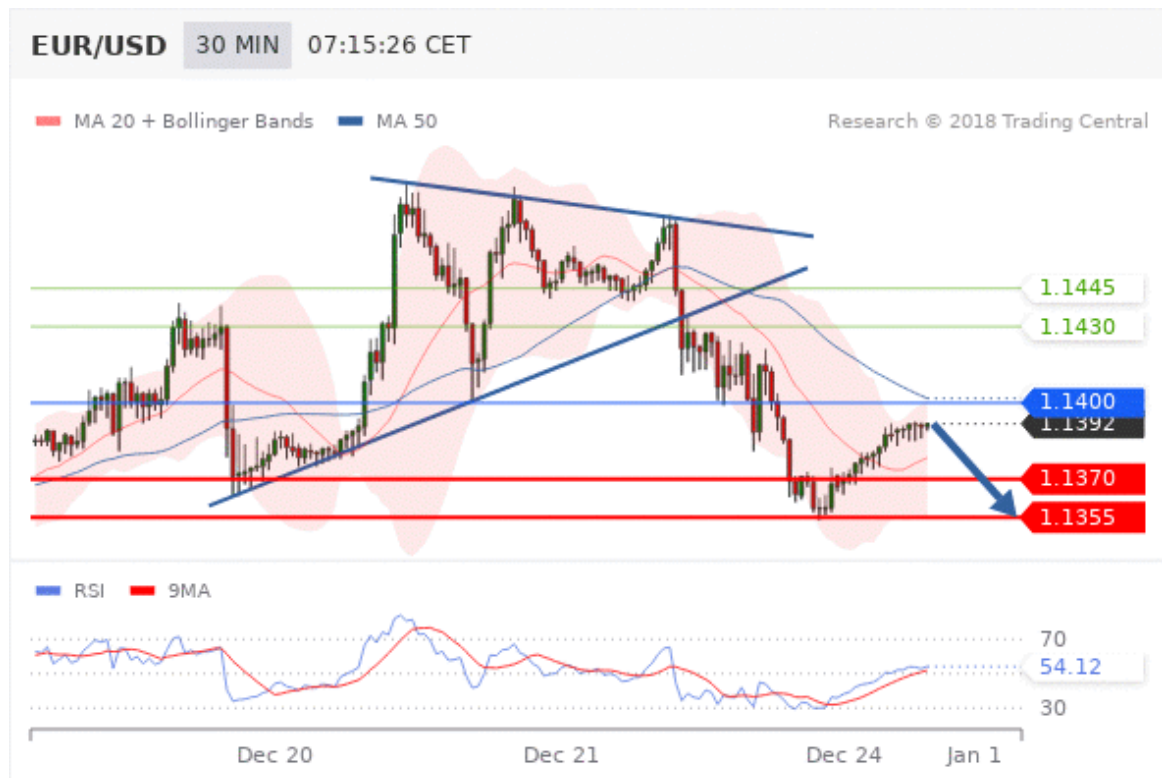 EUR/USD 30 MIN 07:15:26 CET
MA 20 + Bollinger Bands MA 50 Research © 2018 Trading Central
1.1445
1.1430
1.1400
1.1392
1.1370
1.1355
RSI 9MA
70
54.12
30
Dec 20 Dec 21 Dec 24 Jan 1